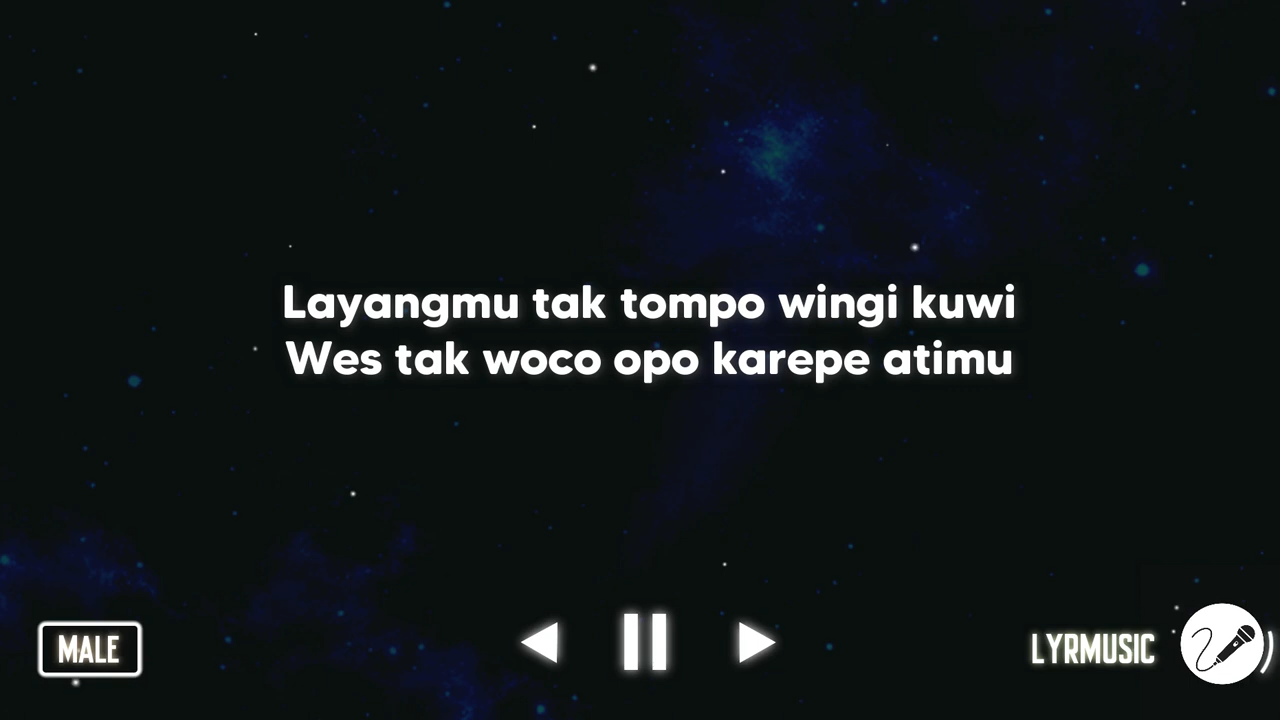 Layangmu tak tompo wingi kuwi
Wes tak woco opo karepe atimu
MALE
LYRMUSIC